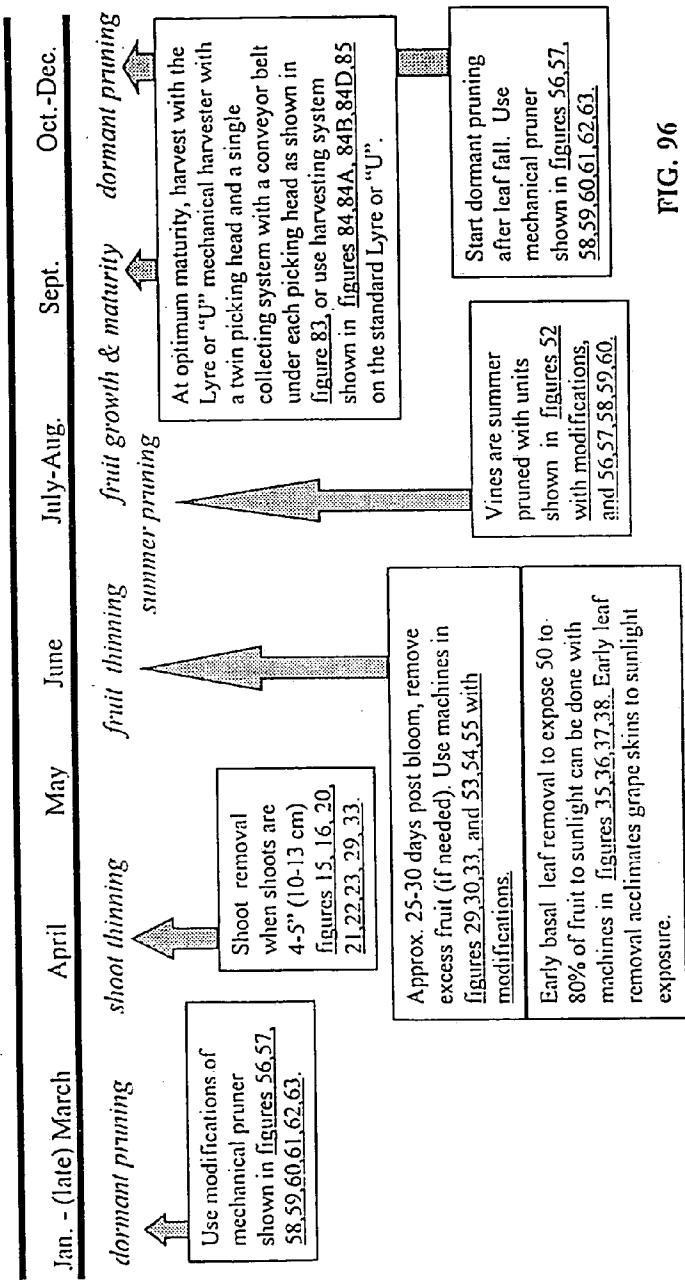 Jan. - (late) March
April
May
June
July-Aug.
Sept.
Oct.-Dec.
dormant pruning
shoot thinning
fruit thinning
summer pruning
fruit growth & maturity
dormant pruning
Use modifications of
mechanical pruner
shown in figures 56,57,
58,59,60,61,62,63.
Shoot removal
when shoots are
4-5" (10-13 cm)
figures 15, 16, 20,
21,22,23, 29, 33.
Approx. 25-30 days post bloom, remove
excess fruit (if needed). Use machines in
figures 29,30,33, and 53,54,55 with
modifications.
Early basal leaf removal to expose 50 to
80% of fruit to sunlight can be done with
machines in figures 35,36,37,38. Early leaf
removal acclimates grape skins to sunlight
exposure.
Vines are summer
pruned with units
shown in figures 52
with modifications,
and 56,57,58,59,60.
At optimum maturity, harvest with the
Lyre or "U" mechanical harvester with
a twin picking head and a single
collecting system with a conveyor belt
under each picking head as shown in
figure 83, or use harvesting system
shown in figures 84,84A, 84B,84D,85
on the standard Lyre or "U".
Start dormant pruning
after leaf fall. Use
mechanical pruner
shown in figures 56,57,
58,59,60,61,62,63.
FIG. 96